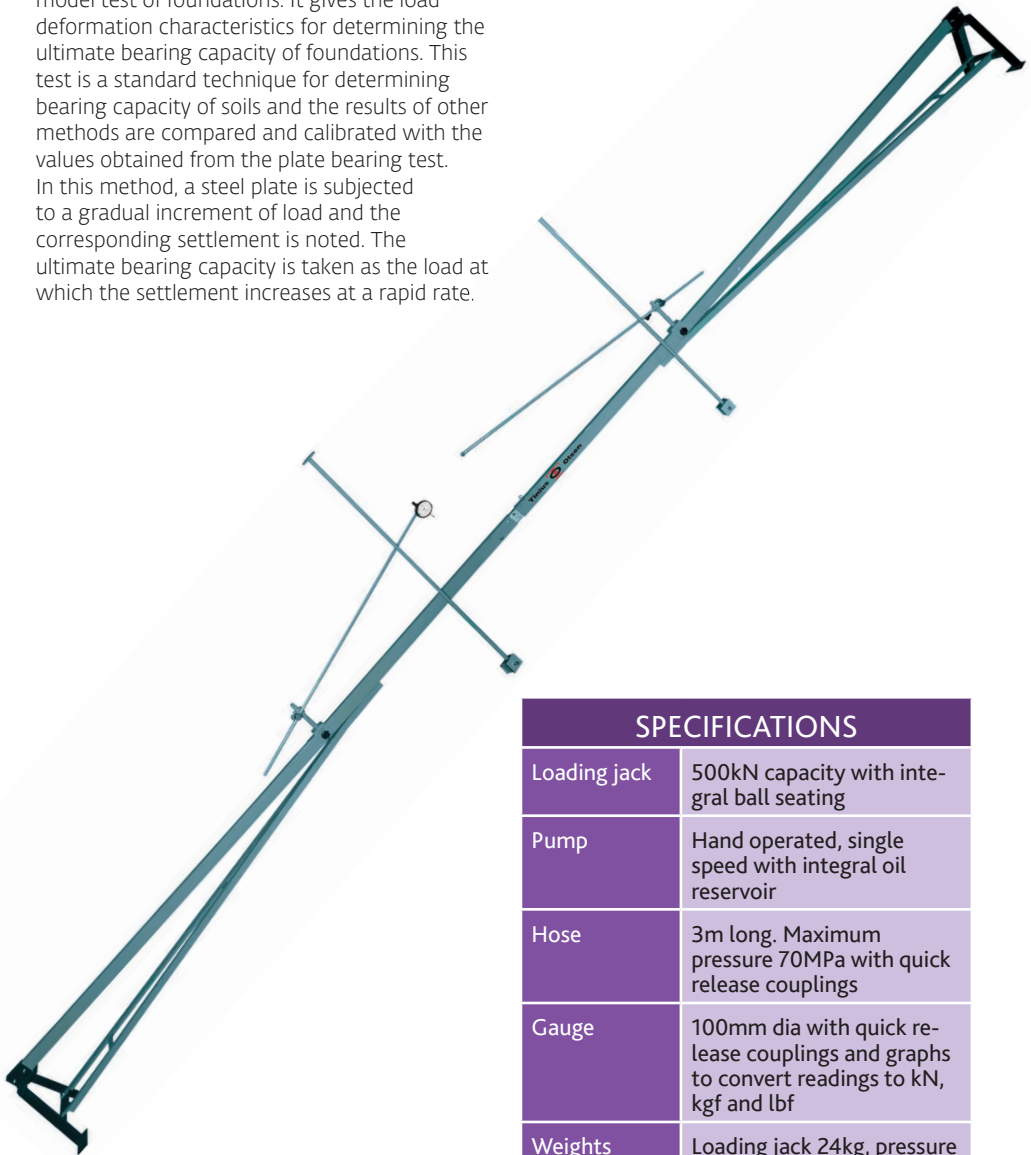 model test of foundations. It gives the load
deformation characteristics for determining the
ultimate bearing capacity of foundations. This
test is a standard technique for determining
bearing capacity of soils and the results of other
methods are compared and calibrated with the
values obtained from the plate bearing test.
In this method, a steel plate is subjected
to a gradual increment of load and the
corresponding settlement is noted. The
ultimate bearing capacity is taken as the load at
which the settlement increases at a rapid rate.
Tinius Olsen
SPECIFICATIONS
Loading jack
500kN capacity with inte-
gral ball seating
Pump
Hand operated, single
speed with integral oil
reservoir
Hose
3m long. Maximum
pressure 70MPa with quick
release couplings
Gauge
100mm dia with quick re-
lease couplings and graphs
to convert readings to kN,
kgf and lbf
Weights
Loading jack 24kg, pressure